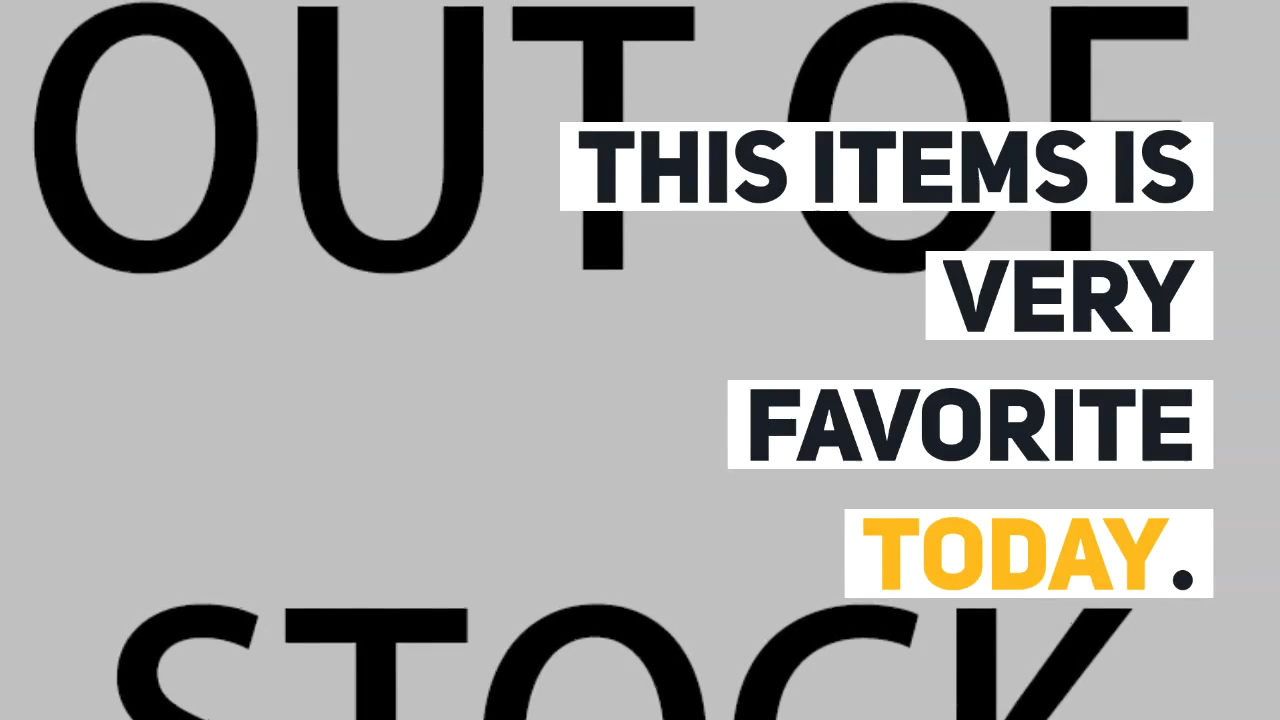 OUT OF
THIS ITEMS IS
VERY
FAVORITE
TODAY.
STOCK